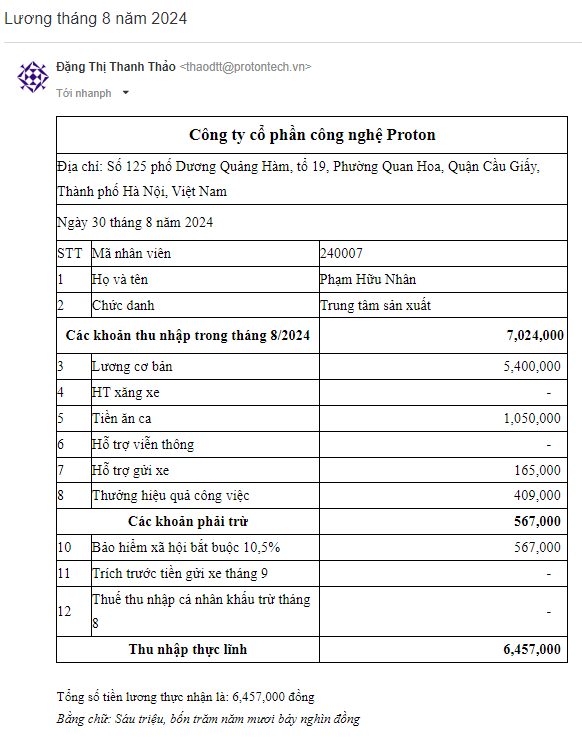 Lương tháng 8 năm 2024
Đặng Thị Thanh Thảo <thaodtt@protontech.vn>
Tới nhanph
Công ty cổ phần công nghệ Proton
Địa chỉ: Số 125 phố Dương Quảng Hàm, tổ 19, Phường Quan Hoa, Quận Cầu Giấy,
Thành phố Hà Nội, Việt Nam
Ngày 30 tháng 8 năm 2024
STT Mã nhân viên 240007
1 Họ và tên Phạm Hữu Nhân
2 Chức danh Trung tâm sản xuất
Các khoản thu nhập trong tháng 8/2024 7,024,000
3 Lương cơ bản 5,400,000
4 HT xăng xe -
5 Tiền ăn ca 1,050,000
6 Hỗ trợ viễn thông -
7 Hỗ trợ gửi xe 165,000
8 Thưởng hiệu quả công việc 409,000
Các khoản phải trừ 567,000
10 Bảo hiểm xã hội bắt buộc 10,5% 567,000
11 Trích trước tiền gửi xe tháng 9 -
12 Thuế thu nhập cá nhân khấu trừ tháng
8 -
Thu nhập thực lĩnh 6,457,000
Tổng số tiền lương thực nhận là: 6,457,000 đồng
Bằng chữ: Sáu triệu, bốn trăm năm mươi bảy nghìn đồng